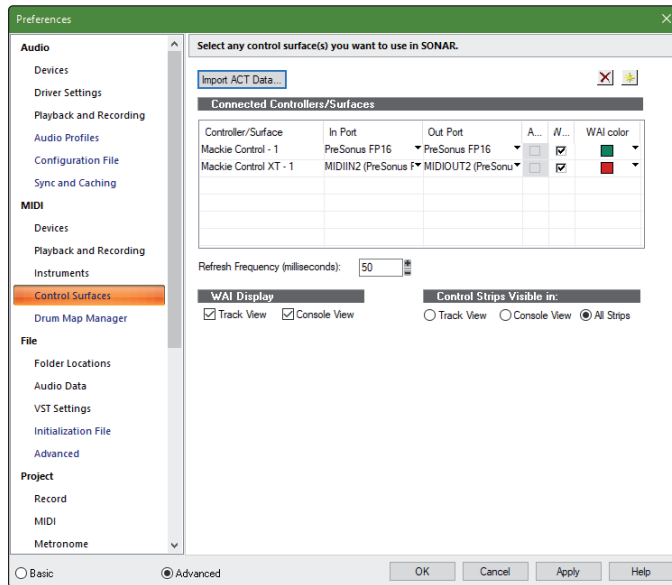 Preferences
Audio
Devices
Driver Settings
Playback and Recording
Audio Profiles
Configuration File
Sync and Caching
MIDI
Devices
Playback and Recording
Instruments
Control Surfaces
Drum Map Manager
File
Folder Locations
Audio Data
VST Settings
Initialization File
Advanced
Project
Record
MIDI
Metronome
Basic Advanced
Select any control surface(s) you want to use in SONAR.
Import ACT Data...
Connected Controllers/Surfaces
Controller/Surface In Port Out Port A... W... WAI color
Mackie Control - 1 PreSonus FP16 PreSonus FP16
Mackie Control XT - 1 MIDIIN2 (PreSonus F MIDIOUT2 (PreSonu
Refresh Frequency (milliseconds): 50
WAI Display Control Strips Visible in:
Track View Console View Track View Console View All Strips
OK Cancel Apply Help